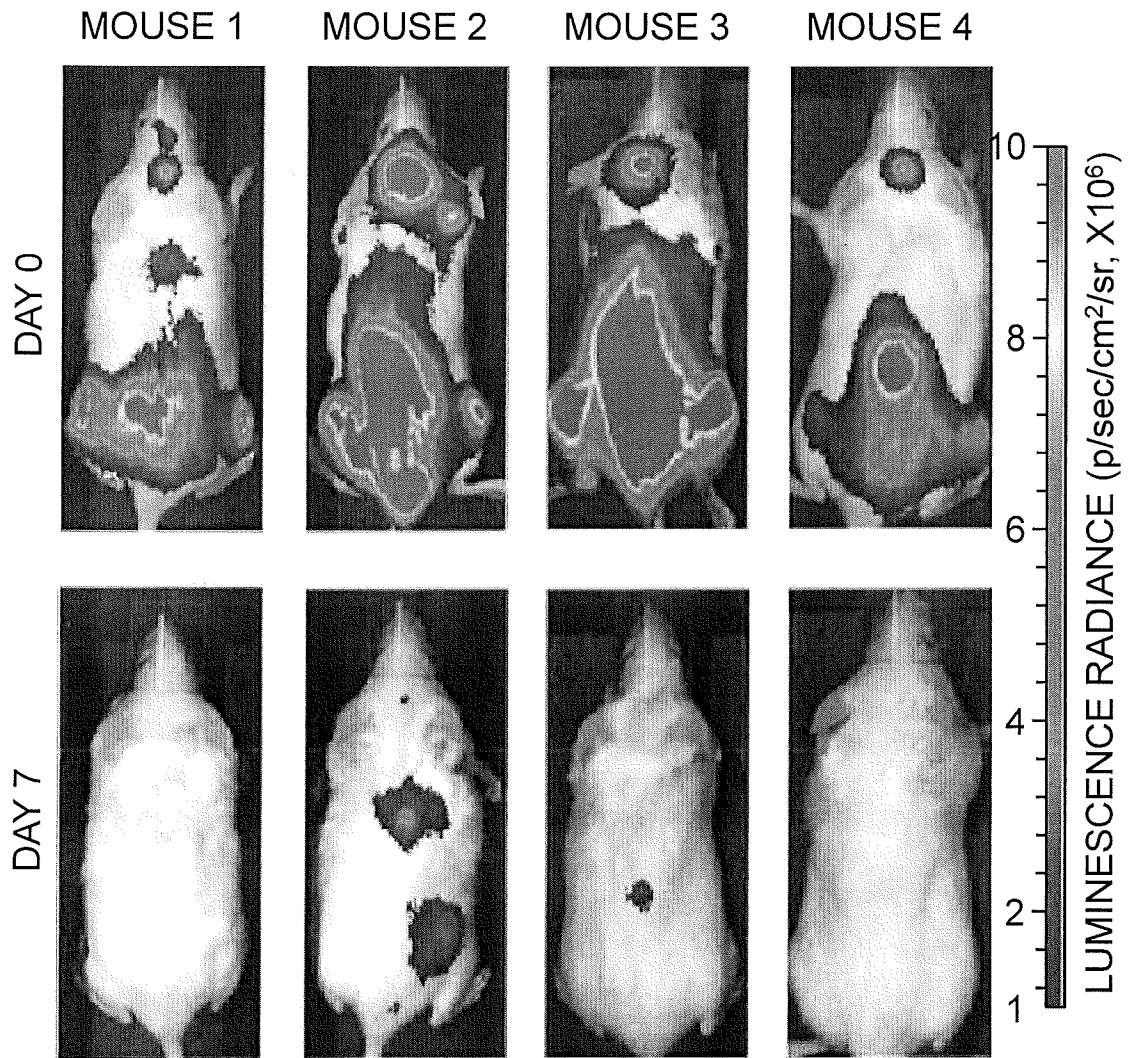 MOUSE 1 MOUSE 2 MOUSE 3 MOUSE 4
DAY 0
DAY 7
10
8
6
4
2
1
LUMINESCENCE RADIANCE (p/sec/cm²/sr, X10⁶)